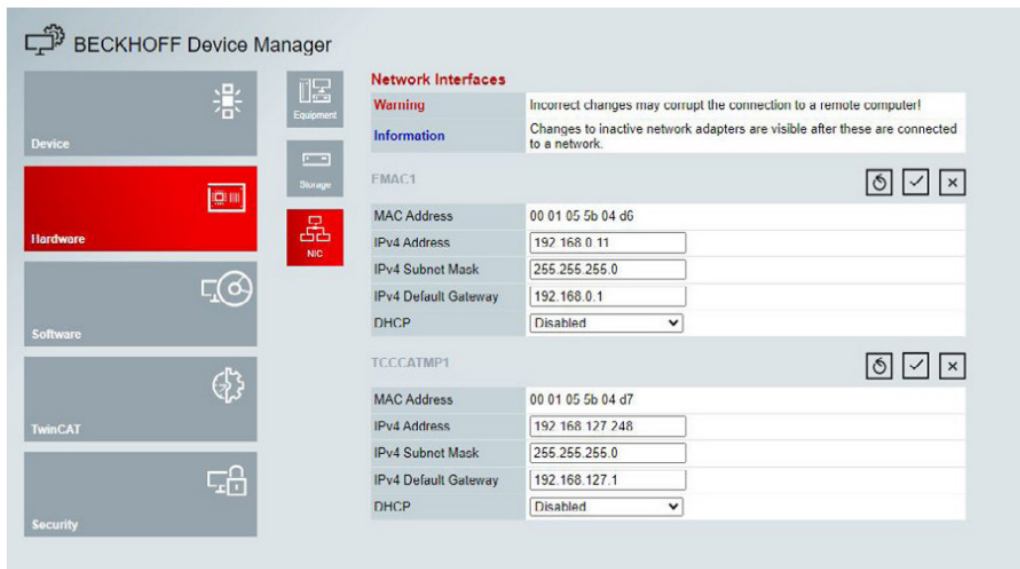 BECKHOFF Device Manager
Device
Hardware
Software
TwinCAT
Security
Equipment
Storage
NIC
Network Interfaces
Warning Incorrect changes may corrupt the connection to a remote computer!
Information Changes to inactive network adapters are visible after these are connected
to a network.
FMAC1
MAC Address 00 01 05 5b 04 d6
IPv4 Address 192.168.0.11
IPv4 Subnet Mask 255.255.255.0
IPv4 Default Gateway 192.168.0.1
DHCP Disabled
TCCCATMP1
MAC Address 00 01 05 5b 04 d7
IPv4 Address 192.168.127.248
IPv4 Subnet Mask 255.255.255.0
IPv4 Default Gateway 192.168.127.1
DHCP Disabled